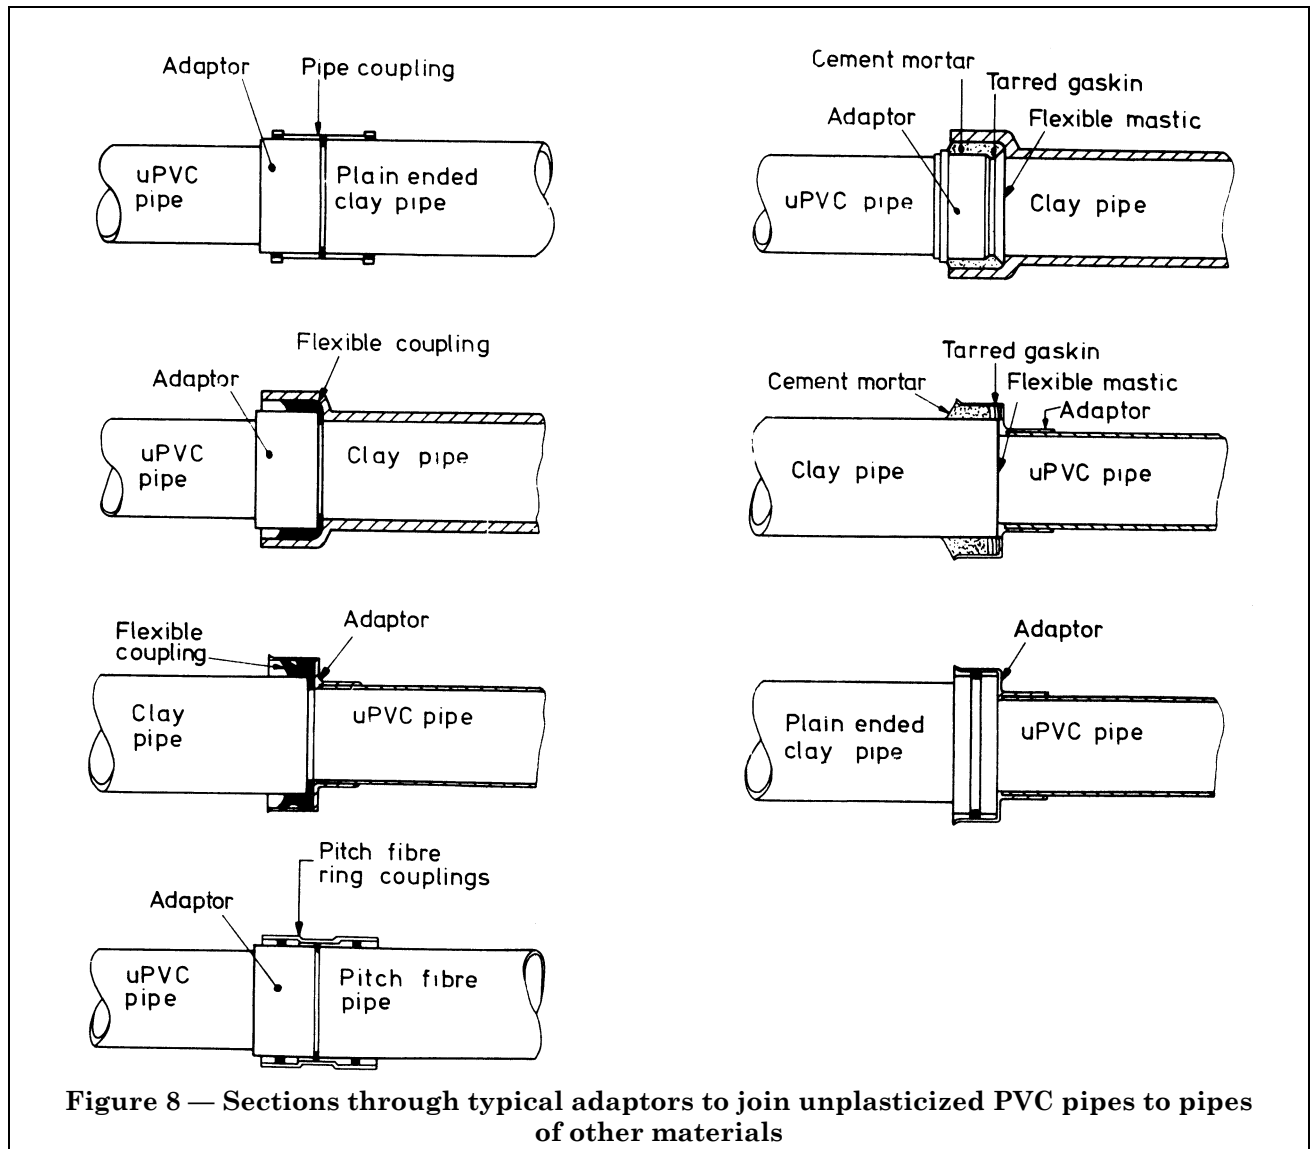 Adaptor
Pipe coupling
uPVC
pipe
Plain ended
clay pipe
Cement mortar
Tarred gaskin
Adaptor
Flexible mastic
uPVC pipe
Clay pipe
Flexible coupling
Adaptor
uPVC
pipe
Clay pipe
Tarred gaskin
Cement mortar
Flexible mastic
Adaptor
Clay pipe
uPVC pipe
Flexible
coupling
Adaptor
Clay
pipe
uPVC pipe
Adaptor
Plain ended
clay pipe
uPVC pipe
Pitch fibre
ring couplings
Adaptor
uPVC
pipe
Pitch fibre
pipe
Figure 8 — Sections through typical adaptors to join unplasticized PVC pipes to pipes
of other materials